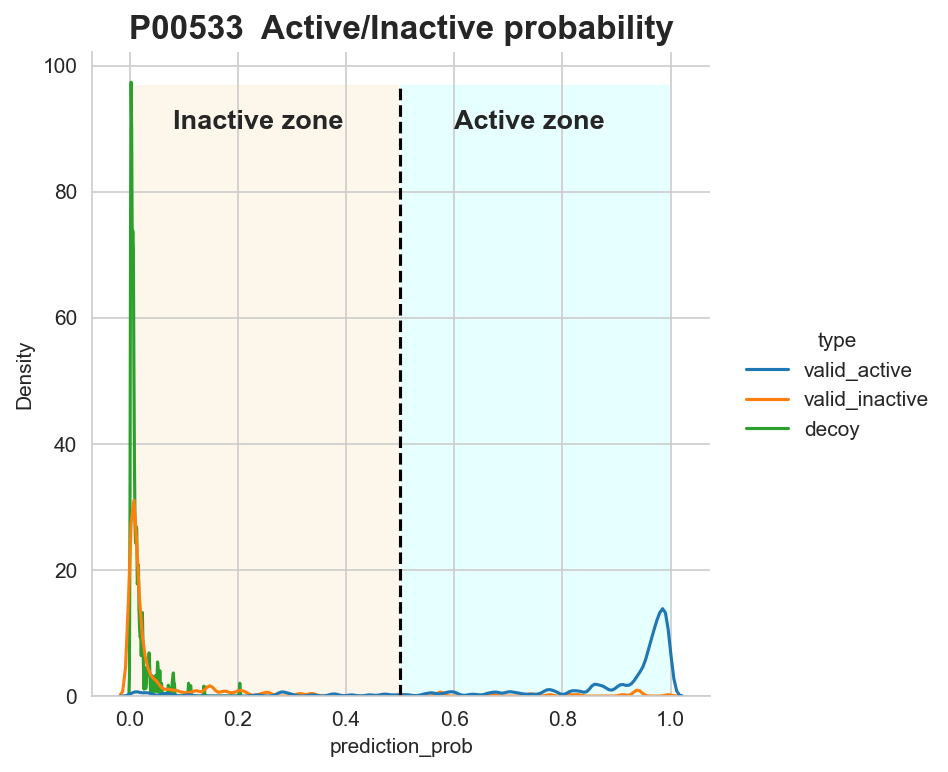 P00533  Active/Inactive probability
100
80
60
40
20
0
Density
Inactive zone
Active zone
0.0
0.2
0.4
0.6
0.8
1.0
prediction_prob
type
valid_active
valid_inactive
decoy